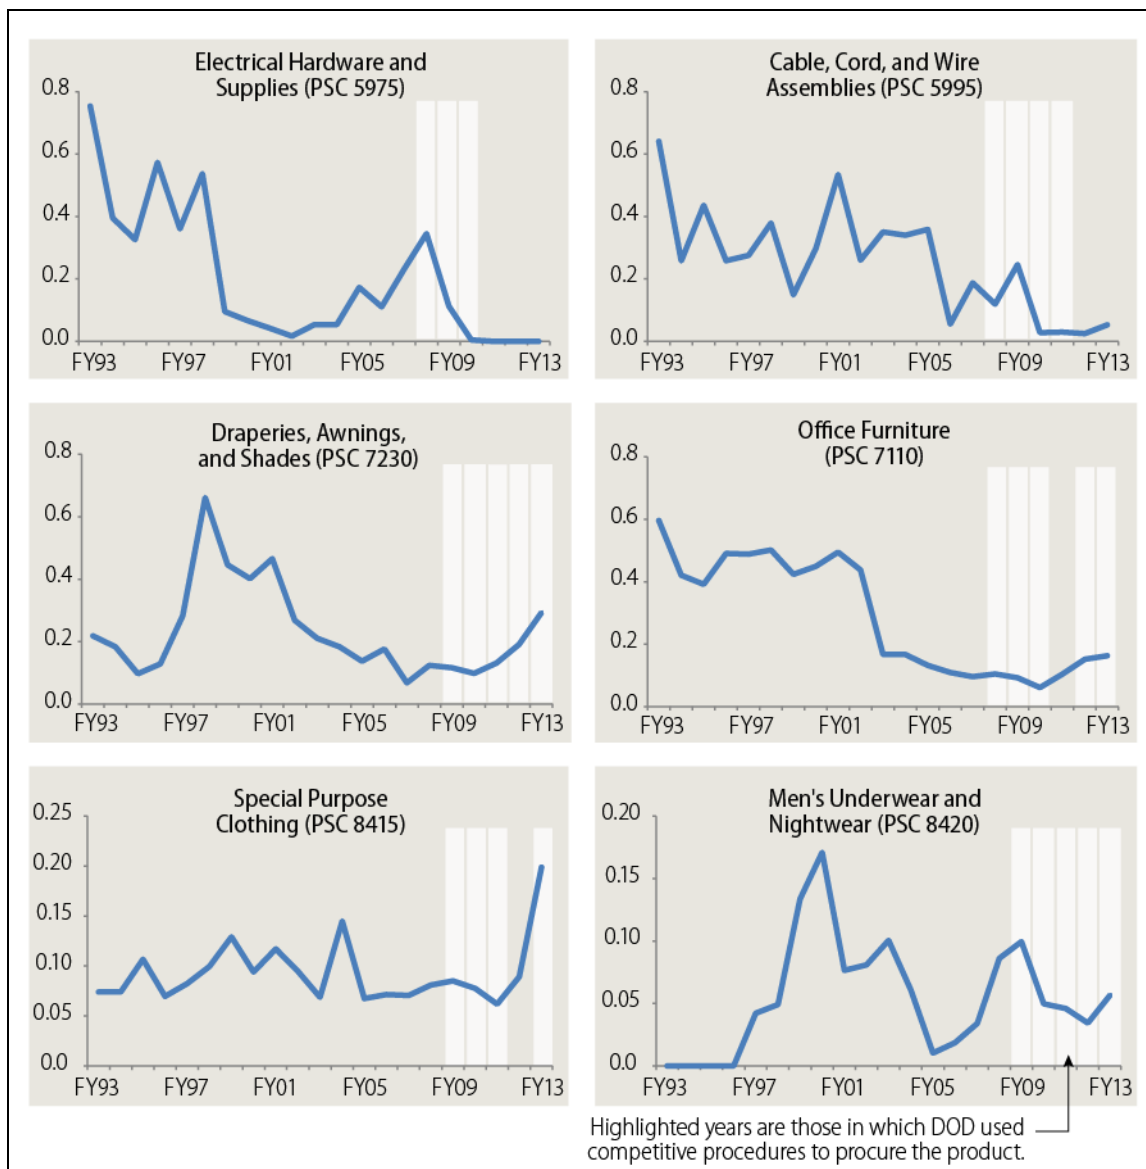 Electrical Hardware and
Supplies (PSC 5975)
0.8
0.6
0.4
0.2
0.0
FY93 FY97 FY01 FY05 FY09 FY13
Cable, Cord, and Wire
Assemblies (PSC 5995)
0.8
0.6
0.4
0.2
0.0
FY93 FY97 FY01 FY05 FY09 FY13
Draperies, Awnings,
and Shades (PSC 7230)
0.8
0.6
0.4
0.2
0.0
FY93 FY97 FY01 FY05 FY09 FY13
Office Furniture
(PSC 7110)
0.8
0.6
0.4
0.2
0.0
FY93 FY97 FY01 FY05 FY09 FY13
Special Purpose
Clothing (PSC 8415)
0.25
0.20
0.15
0.10
0.05
0.0
FY93 FY97 FY01 FY05 FY09 FY13
Men's Underwear and
Nightwear (PSC 8420)
0.20
0.15
0.10
0.05
0.0
FY93 FY97 FY01 FY05 FY09 FY13
Highlighted years are those in which DOD used
competitive procedures to procure the product.